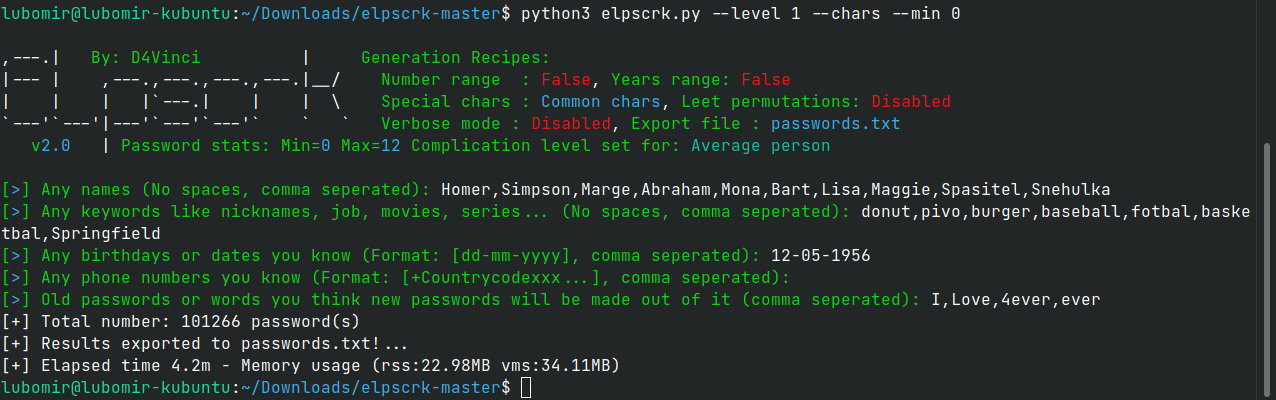 lubomir@lubomir-kubuntu:~/Downloads/elpscrk-master$ python3 elpscrk.py --level 1 --chars --min 0
,---.|   By: D4Vinci          |     Generation Recipes:
|--- |    ,---.,---.,---.,---.|__/    Number range  : False, Years range: False
|    |    |   |`---.|    |    |  \    Special chars : Common chars, Leet permutations: Disabled
`---'`---'|---'`---'`---'`    `   `   Verbose mode : Disabled, Export file : passwords.txt
   v2.0   | Password stats: Min=0 Max=12 Complication level set for: Average person
[>] Any names (No spaces, comma seperated): Homer,Simpson,Marge,Abraham,Mona,Bart,Lisa,Maggie,Spasitel,Snehulka
[>] Any keywords like nicknames, job, movies, series... (No spaces, comma seperated): donut,pivo,burger,baseball,fotbal,baske
tbal,Springfield
[>] Any birthdays or dates you know (Format: [dd-mm-yyyy], comma seperated): 12-05-1956
[>] Any phone numbers you know (Format: [+Countrycodexxx...], comma seperated):
[>] Old passwords or words you think new passwords will be made out of it (comma seperated): I,Love,4ever,ever
[+] Total number: 101266 password(s)
[+] Results exported to passwords.txt!...
[+] Elapsed time 4.2m - Memory usage (rss:22.98MB vms:34.11MB)
lubomir@lubomir-kubuntu:~/Downloads/elpscrk-master$